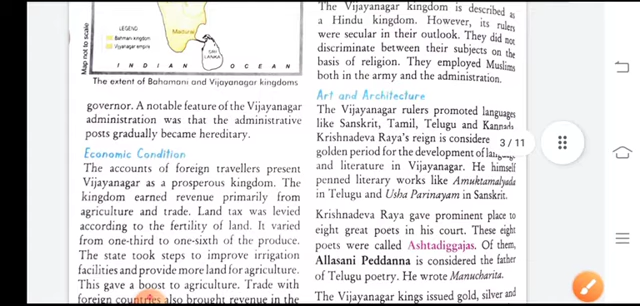 Map not to scale
LEGEND
Bahmani kingdom
Vijayanagar empire
Madurai
SRI
LANKA
INDIAN OCEAN
The extent of Bahamani and Vijayanagar kingdoms
governor. A notable feature of the Vijayanagar
administration was that the administrative
posts gradually became hereditary.
Economic Condition
The accounts of foreign travellers present
Vijayanagar as a prosperous kingdom. The
kingdom earned revenue primarily from
agriculture and trade. Land tax was levied
according to the fertility of land. It varied
from one-third to one-sixth of the produce.
The state took steps to improve irrigation
facilities and provide more land for agriculture.
This gave a boost to agriculture. Trade with
foreign countries also brought revenue in the
The Vijayanagar kingdom is described as
a Hindu kingdom. However, its rulers
were secular in their outlook. They did not
discriminate between their subjects on the
basis of religion. They employed Muslims
both in the army and the administration.
Art and Architecture
The Vijayanagar rulers promoted languages
like Sanskrit, Tamil, Telugu and Kannada.
Krishnadeva Raya's reign is considere
golden period for the development of
and literature in Vijayanagar. He himself
penned literary works like Amuktamalyada
in Telugu and Usha Parinayam in Sanskrit.
Krishnadeva Raya gave prominent place to
eight great poets in his court. These eight
poets were called Ashtadiggajas. Of them,
Allasani Peddanna is considered the father
of Telugu poetry. He wrote Manucharita.
The Vijayanagar kings issued gold, silver and
3 / 11